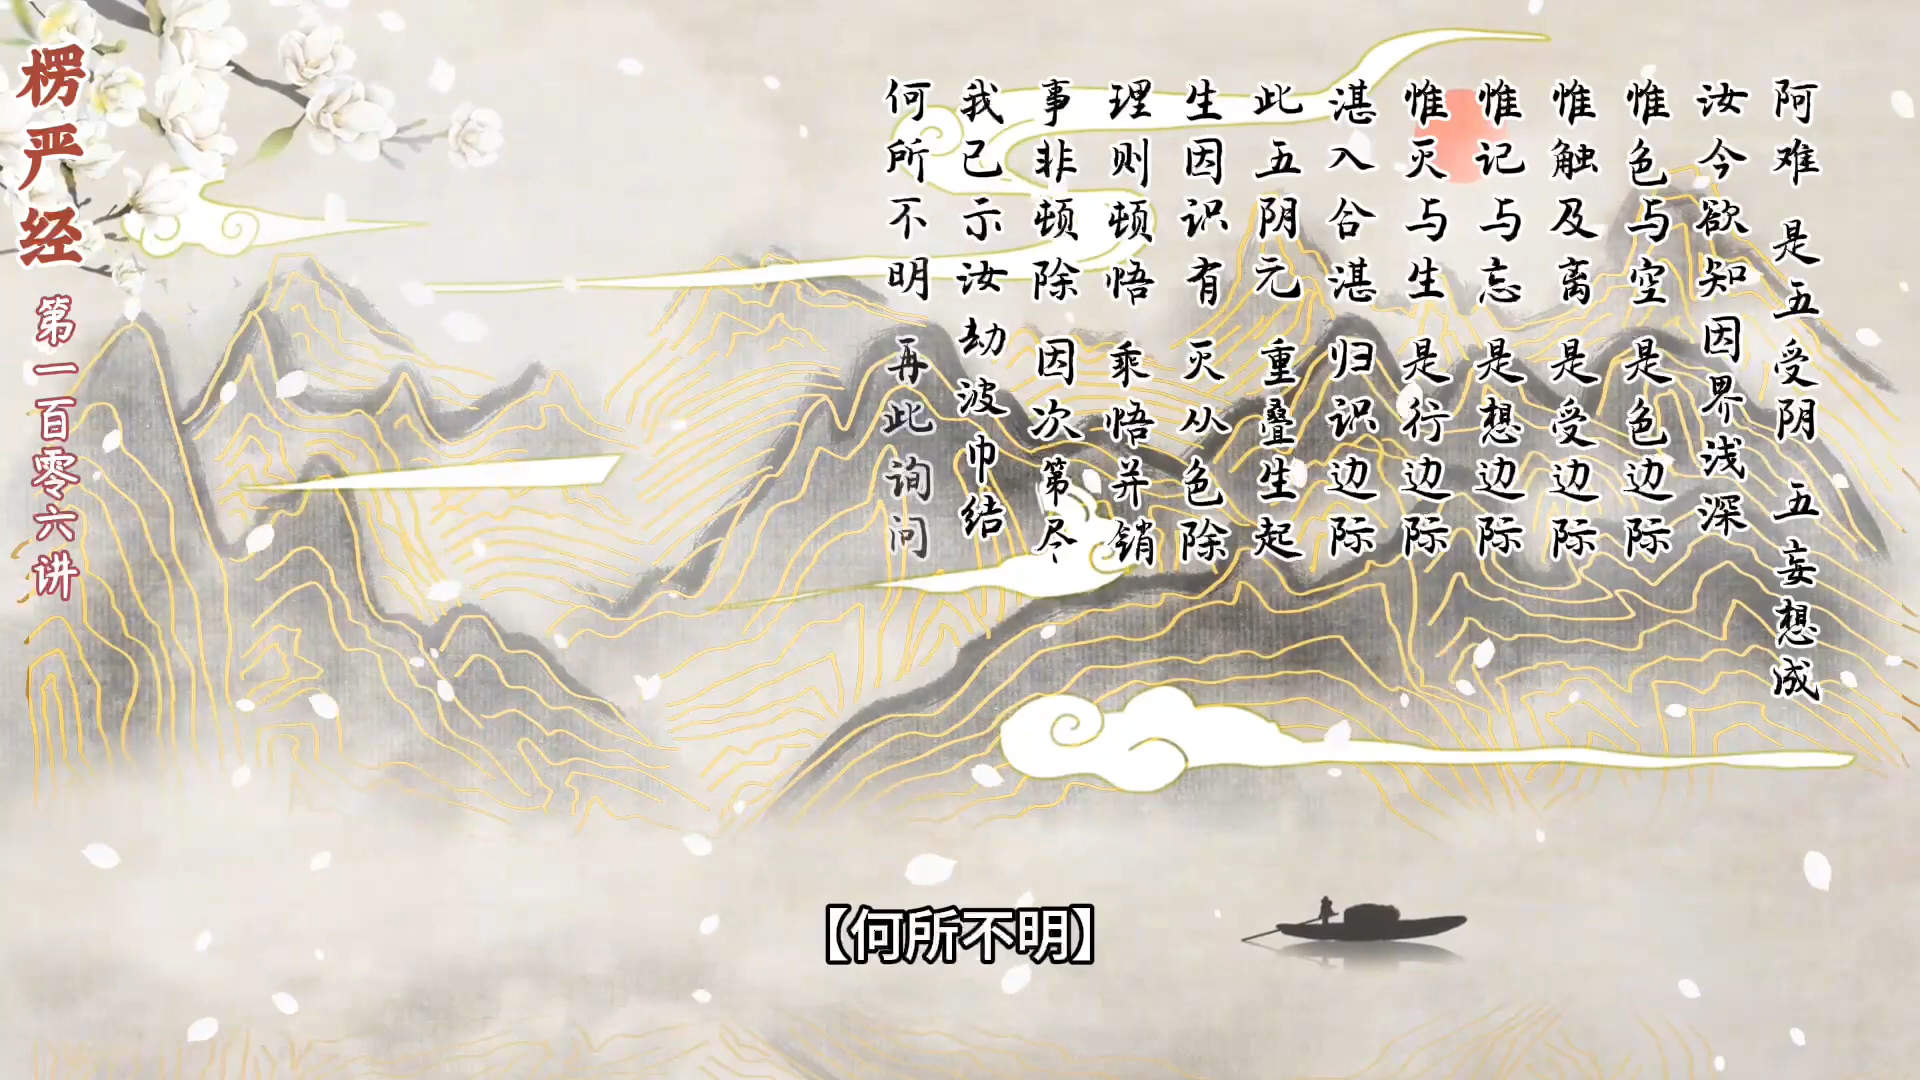 阿难 是五受阴 五妄想成
汝今欲知因界浅深
惟色与空 是色边际
惟触及离 是受边际
惟记与忘 是想边际
惟灭与生 是行边际
湛入合湛 归识边际
此五阴元 重叠生起
生因识有 灭从色除
理则顿悟 乘悟并销
事非顿除 因次第尽
我已示汝 劫波巾结
何所不明 再此询问
楞严经 第一百零六讲
【何所不明】